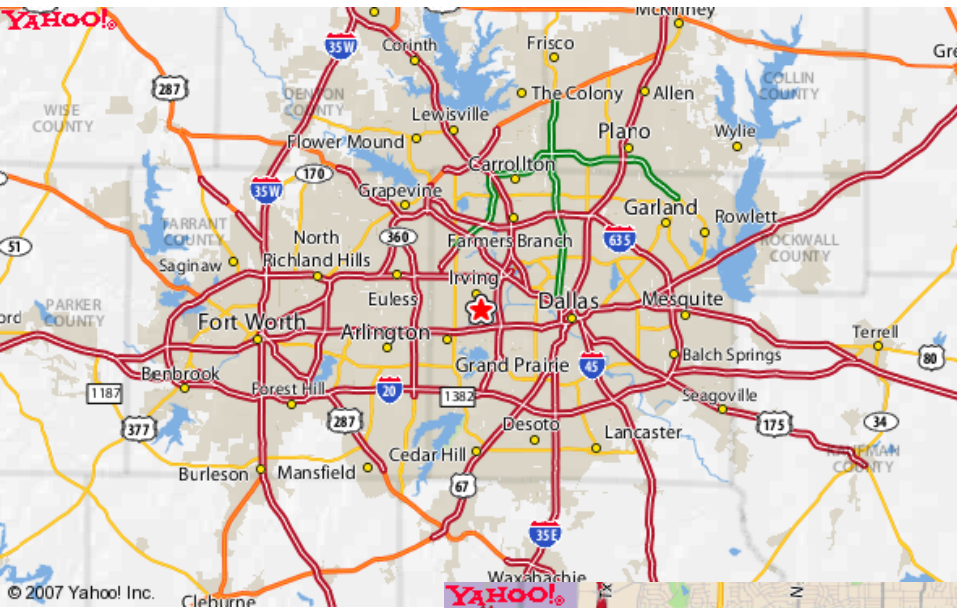 YAHOO!®
McKinney
Corinth
Frisco
35W
Gre
287
COLLIN
COUNTY
DENTON
COUNTY
The Colony
Allen
WISE
COUNTY
Lewisville
Flower Mound
Plano
Wylie
170
Carrollton
35W
Grapevine
Garland
Rowlett
TARRANT
COUNTY
North
Richland Hills
360
Farmers Branch
635
ROCKWALL
COUNTY
51
Saginaw
Irving
Euless
Dallas
Mesquite
PARKER
COUNTY
ord
Fort Worth
Arlington
Terrell
Grand Prairie
45
Balch Springs
80
Benbrook
Forest Hill
20
1382
Seagoville
1187
377
287
Desoto
175
34
Lancaster
Cedar Hill
KAUFMAN
COUNTY
Burleson
Mansfield
67
35E
Waxahachie
© 2007 Yahoo! Inc.
Cleburne
YAHOO!®
TX
N